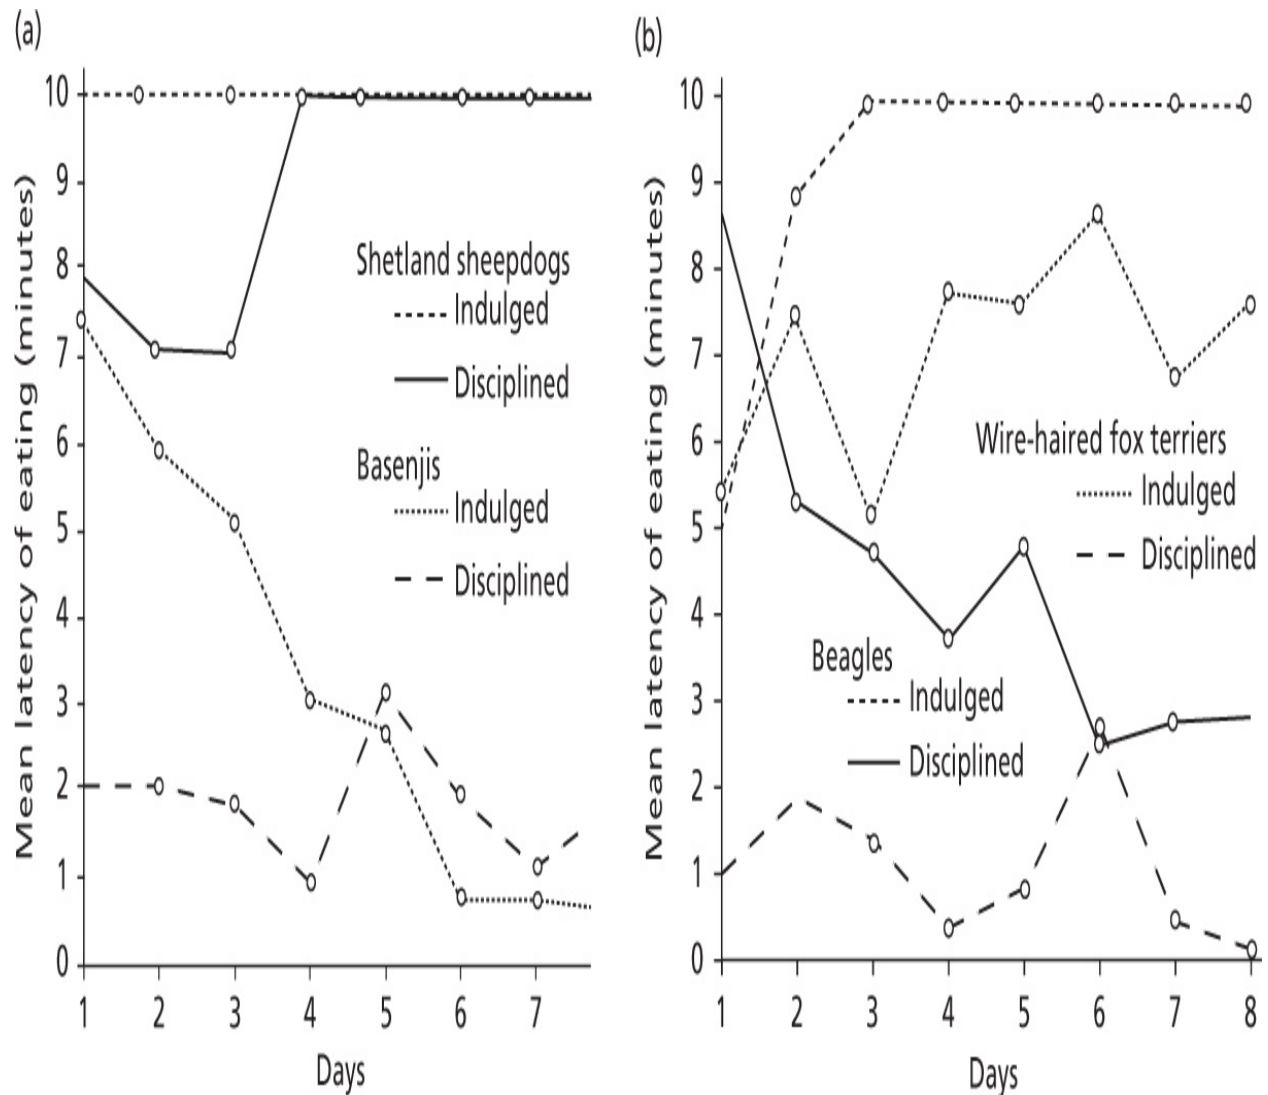 (a)
Mean latency of eating (minutes)
10
9
8
7
6
5
4
3
2
1
0
Shetland sheepdogs
Indulged
Disciplined
Basenjis
Indulged
Disciplined
1 2 3 4 5 6 7
Days
(b)
Mean latency of eating (minutes)
10
9
8
7
6
5
4
3
2
1
0
Wire-haired fox terriers
Indulged
Disciplined
Beagles
Indulged
Disciplined
1 2 3 4 5 6 7 8
Days